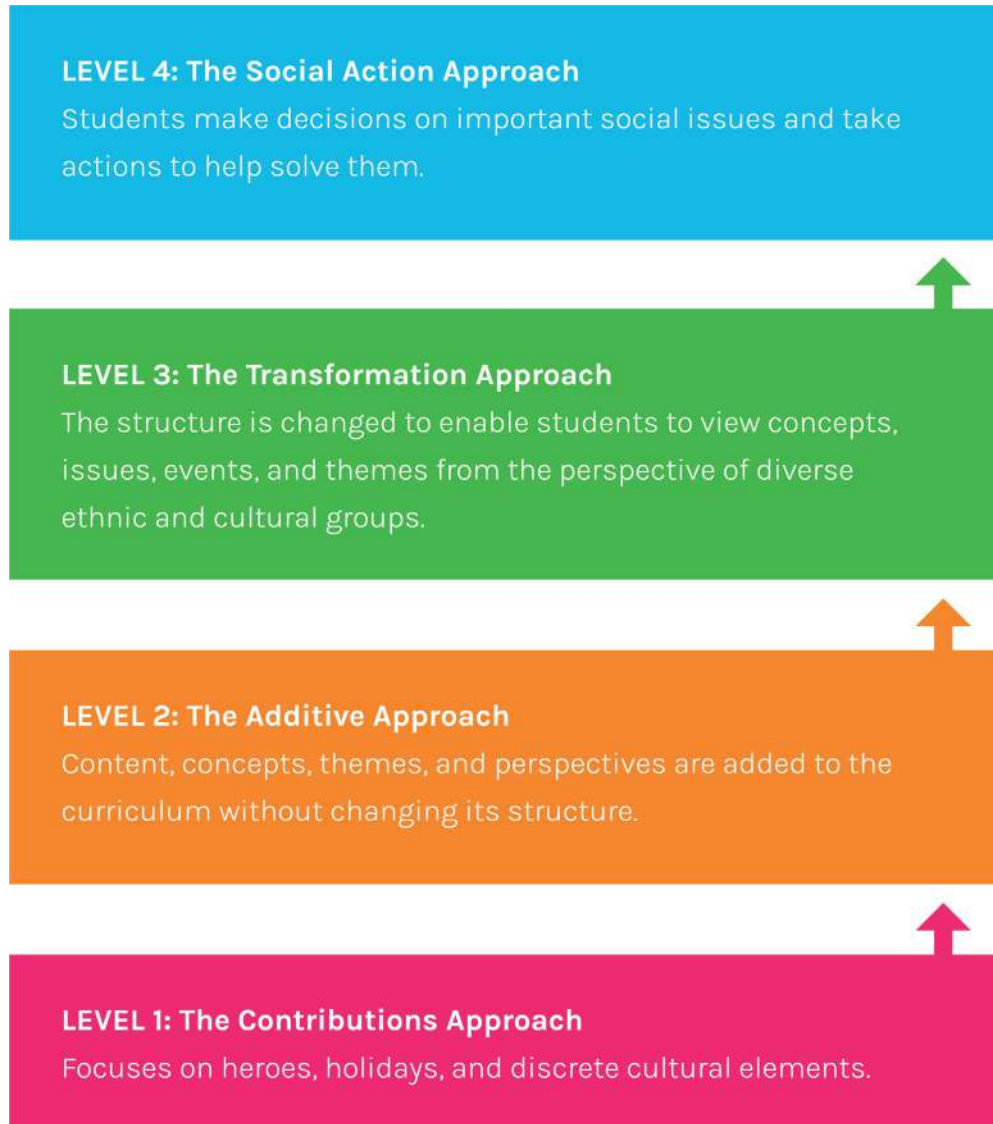 LEVEL 4: The Social Action Approach
Students make decisions on important social issues and take
actions to help solve them.
LEVEL 3: The Transformation Approach
The structure is changed to enable students to view concepts,
issues, events, and themes from the perspective of diverse
ethnic and cultural groups.
LEVEL 2: The Additive Approach
Content, concepts, themes, and perspectives are added to the
curriculum without changing its structure.
LEVEL 1: The Contributions Approach
Focuses on heroes, holidays, and discrete cultural elements.